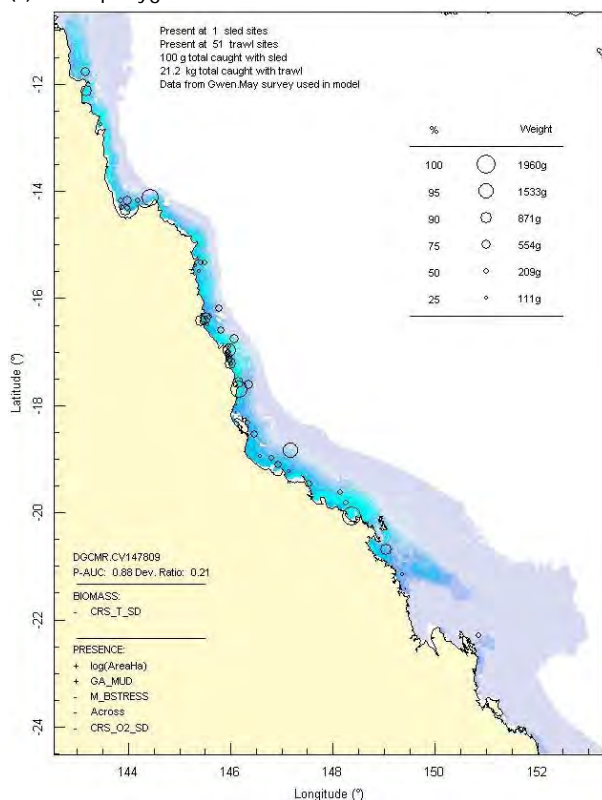 Present at 1 sled sites
Present at 51 trawl sites
100 g total caught with sled
21.2 kg total caught with trawl
Data from Gwen.May survey used in model
% Weight
100 1960g
95 1533g
90 871g
75 554g
50 209g
25 111g
-12
-14
-16
-18
-20
-22
-24
Latitude (°)
DGCMR.CV147809
P-AUC: 0.88 Dev. Ratio: 0.21
BIOMASS:
- CRS_T_SD
PRESENCE:
+ log(AreaHa)
+ GA_MUD
- M_BSTRESS
- Across
- CRS_O2_SD
144 146 148 150 152
Longitude (°)